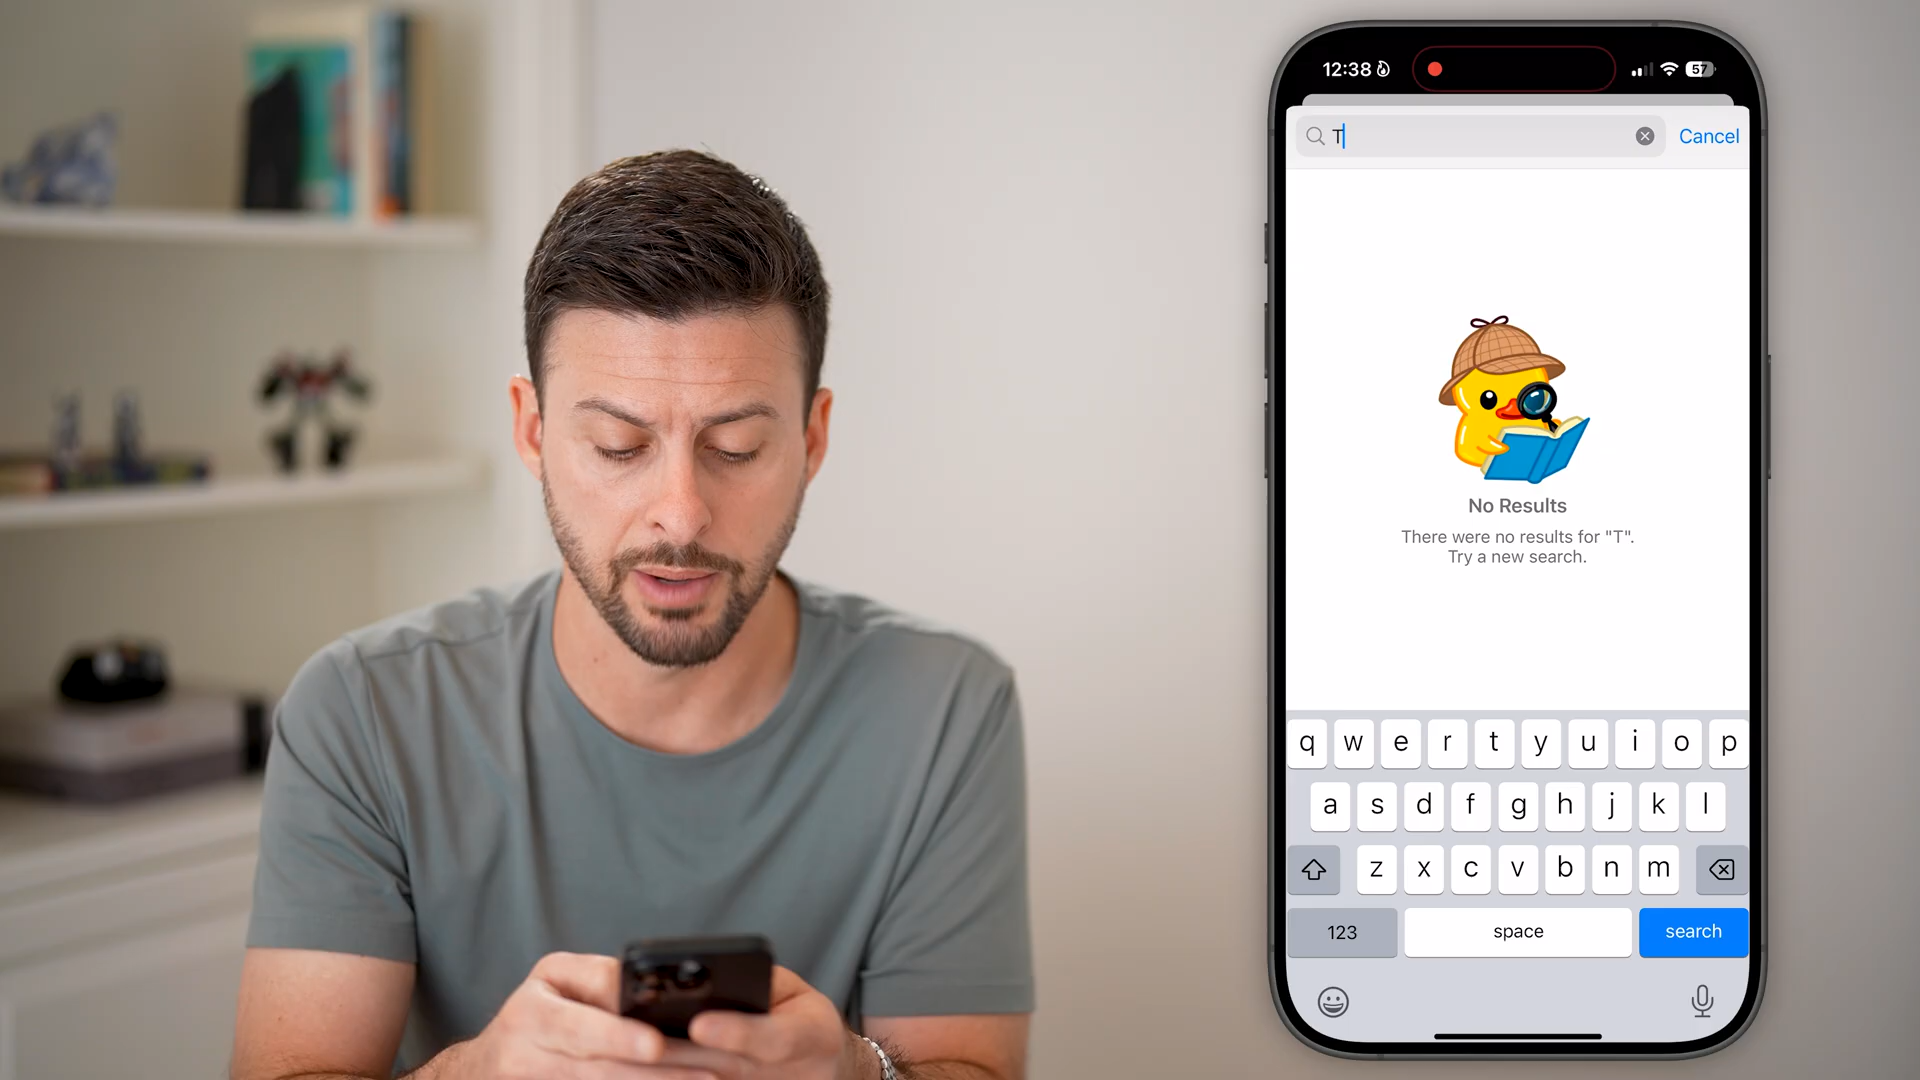 12:38
57
T
Cancel
No Results
There were no results for "T".
Try a new search.
q w e r t y u i o p
a s d f g h j k l
z x c v b n m
123 space search